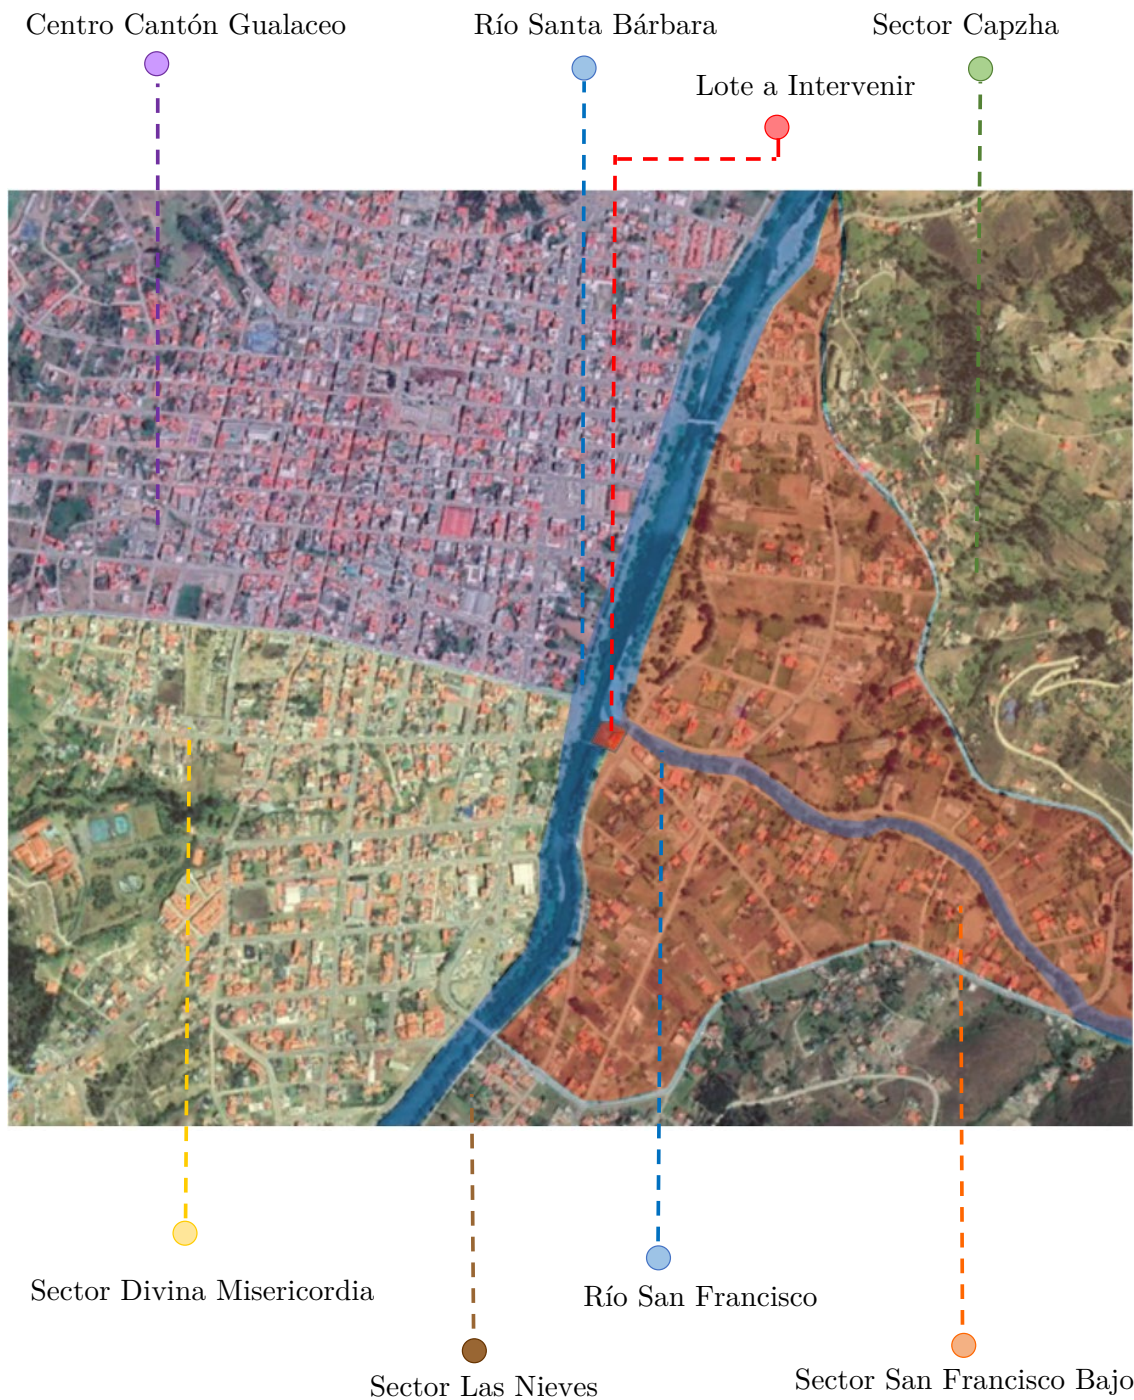 Centro Cantón Gualaceo
Río Santa Bárbara
Sector Capzha
Lote a Intervenir
Sector Divina Misericordia
Río San Francisco
Sector Las Nieves
Sector San Francisco Bajo